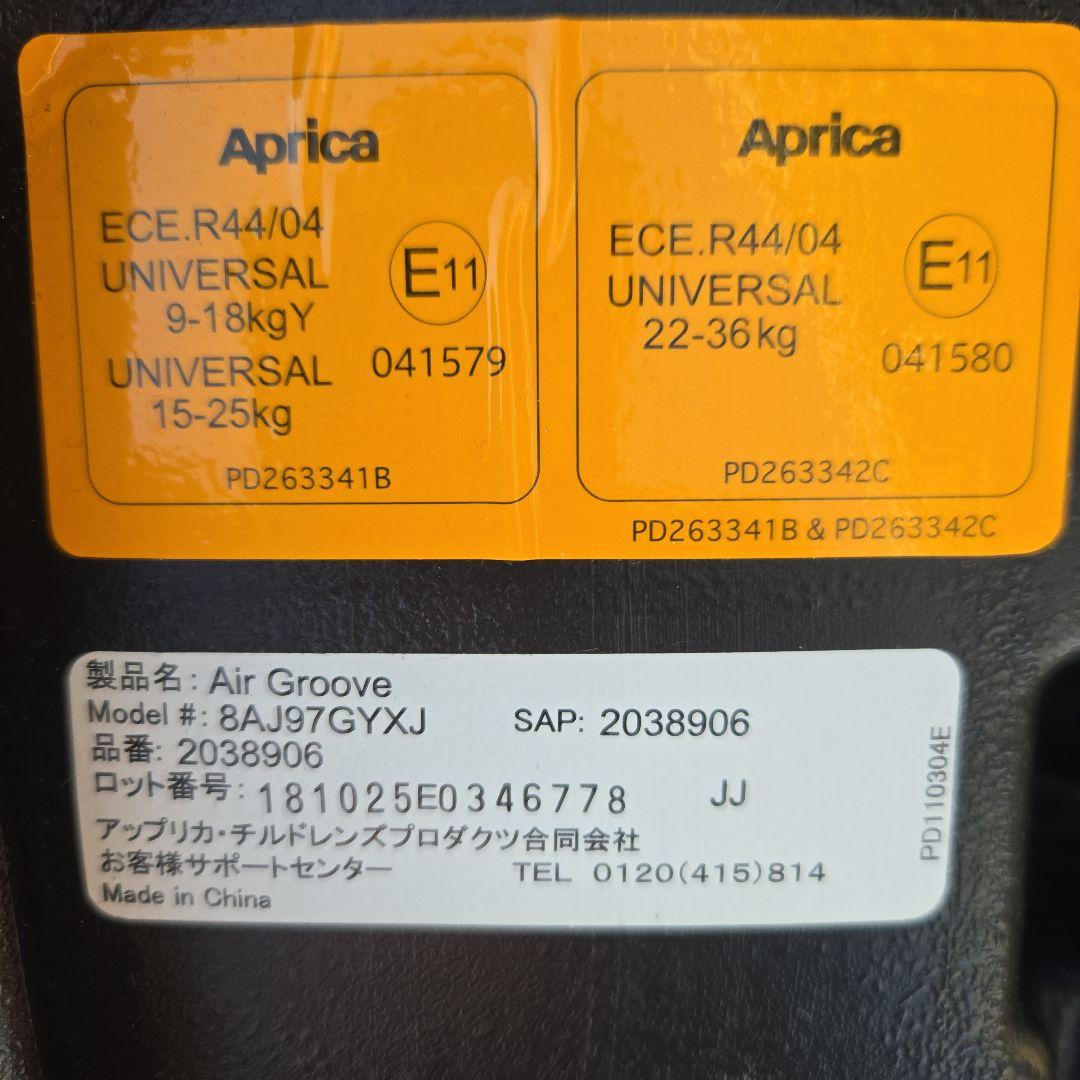 Aprica
ECE.R44/04
UNIVERSAL
9-18kgY
UNIVERSAL
15-25kg
E11
041579
PD263341B
Aprica
ECE.R44/04
UNIVERSAL
22-36kg
E11
041580
PD263342C
PD263341B & PD263342C
製品名: Air Groove
Model #: 8AJ97GYXJ SAP: 2038906
品番: 2038906
ロット番号: 181025E0346778 JJ
アップリカ・チルドレンズプロダクツ合同会社
お客様サポートセンター TEL 0120(415)814
Made in China
PD110304E